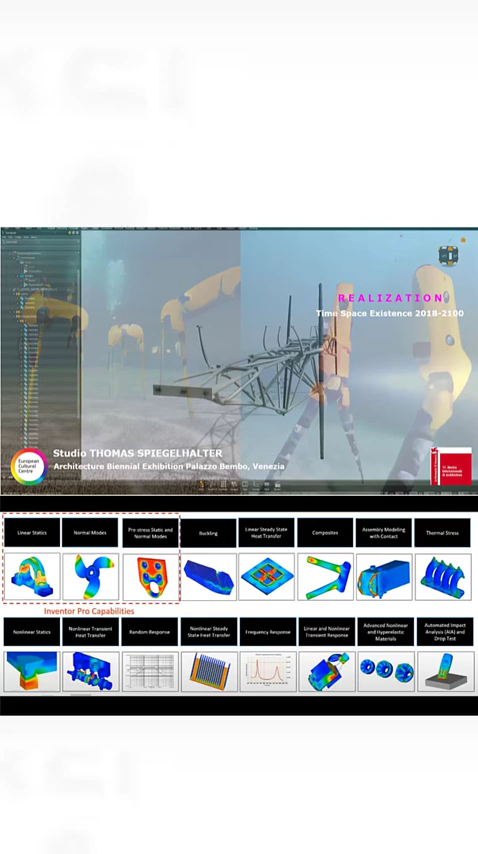 REALIZATION
Time Space Existence 2018-2100
Studio THOMAS SPIEGELHALTER
European
Cultural
Centre
Architecture Biennial Exhibition Palazzo Bembo, Venezia
Linear Statics
Normal Modes
Pre-stress Static and
Normal Modes
Buckling
Linear Steady State
Heat Transfer
Composites
Assembly Modeling
with Contact
Thermal Stress
Inventor Pro Capabilities
Nonlinear Statics
Nonlinear Transient
Heat Transfer
Random Response
Nonlinear Steady
State Heat Transfer
Frequency Response
Linear and Nonlinear
Transient Response
Advanced Nonlinear
and Hyperelastic
Materials
Automated Impact
Analysis (AIA) and
Drop Test